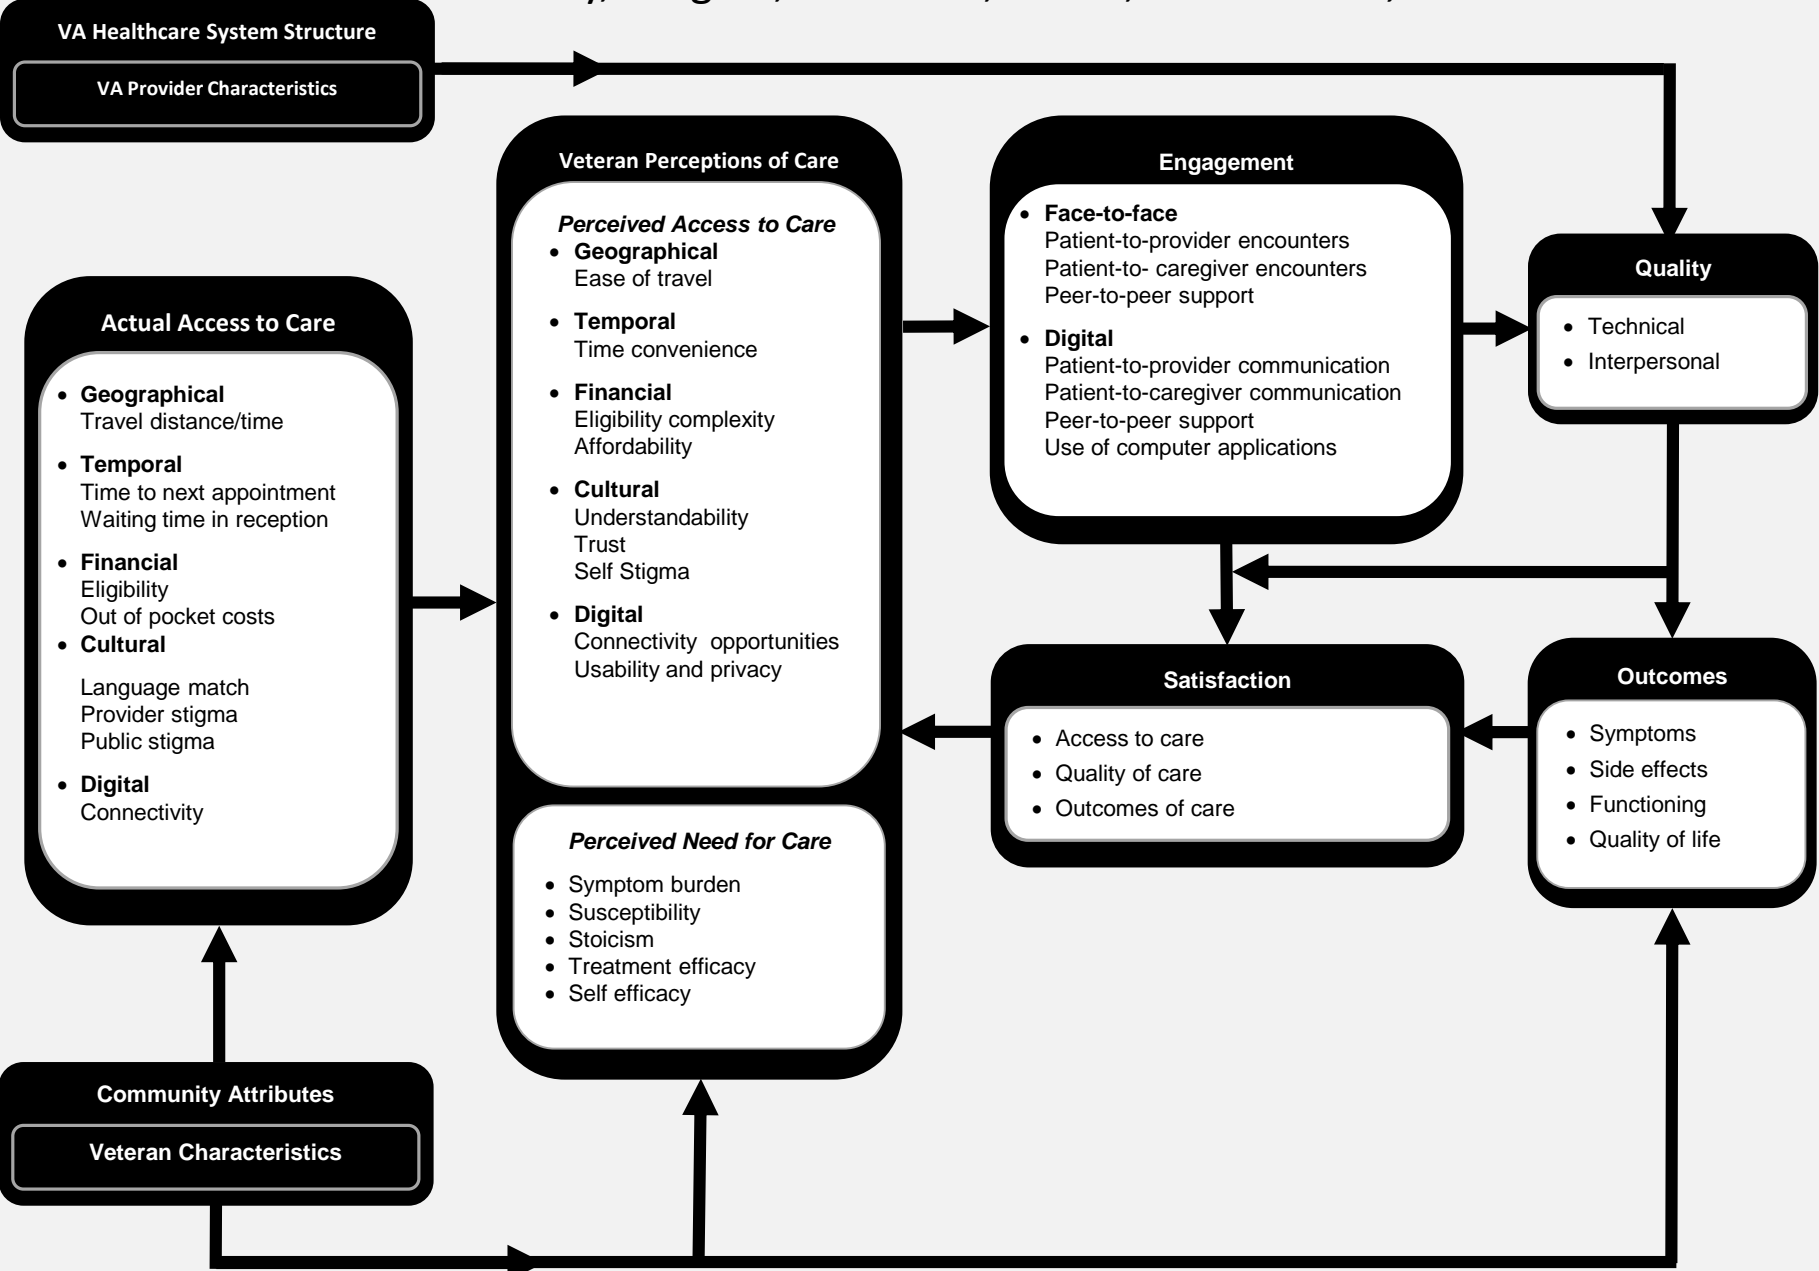 VA Healthcare System Structure
VA Provider Characteristics
Actual Access to Care
• Geographical
Travel distance/time
• Temporal
Time to next appointment
Waiting time in reception
• Financial
Eligibility
Out of pocket costs
• Cultural
Language match
Provider stigma
Public stigma
• Digital
Connectivity
Community Attributes
Veteran Characteristics
Veteran Perceptions of Care
Perceived Access to Care
• Geographical
Ease of travel
• Temporal
Time convenience
• Financial
Eligibility complexity
Affordability
• Cultural
Understandability
Trust
Self Stigma
• Digital
Connectivity opportunities
Usability and privacy
Perceived Need for Care
• Symptom burden
• Susceptibility
• Stoicism
• Treatment efficacy
• Self efficacy
Engagement
• Face-to-face
Patient-to-provider encounters
Patient-to- caregiver encounters
Peer-to-peer support
• Digital
Patient-to-provider communication
Patient-to-caregiver communication
Peer-to-peer support
Use of computer applications
Quality
• Technical
• Interpersonal
Satisfaction
• Access to care
• Quality of care
• Outcomes of care
Outcomes
• Symptoms
• Side effects
• Functioning
• Quality of life